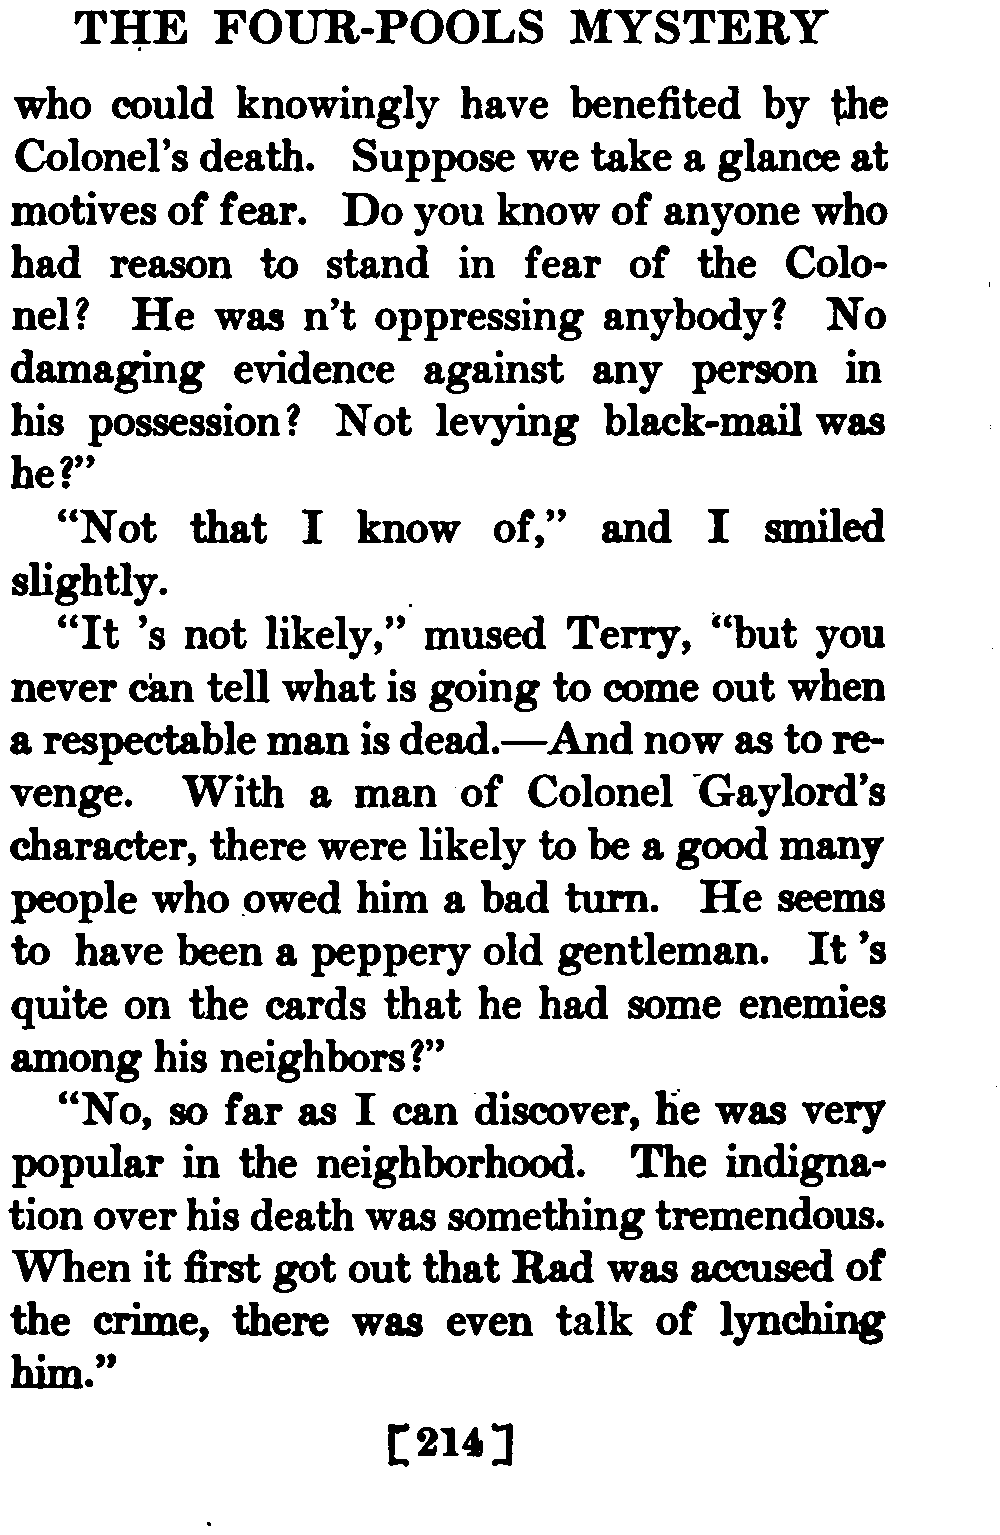 THE FOUR-POOLS MYSTERY
who could knowingly have benefited by the
Colonel's death. Suppose we take a glance at
motives of fear. Do you know of anyone who
had reason to stand in fear of the Colo-
nel? He was n't oppressing anybody? No
damaging evidence against any person in
his possession? Not levying black-mail was
he?”
“Not that I know of,” and I smiled
slightly.
“It 's not likely,” mused Terry, “but you
never can tell what is going to come out when
a respectable man is dead.—And now as to re-
venge. With a man of Colonel Gaylord's
character, there were likely to be a good many
people who owed him a bad turn. He seems
to have been a peppery old gentleman. It 's
quite on the cards that he had some enemies
among his neighbors?”
“No, so far as I can discover, he was very
popular in the neighborhood. The indigna-
tion over his death was something tremendous.
When it first got out that Rad was accused of
the crime, there was even talk of lynching
him.”
[214]